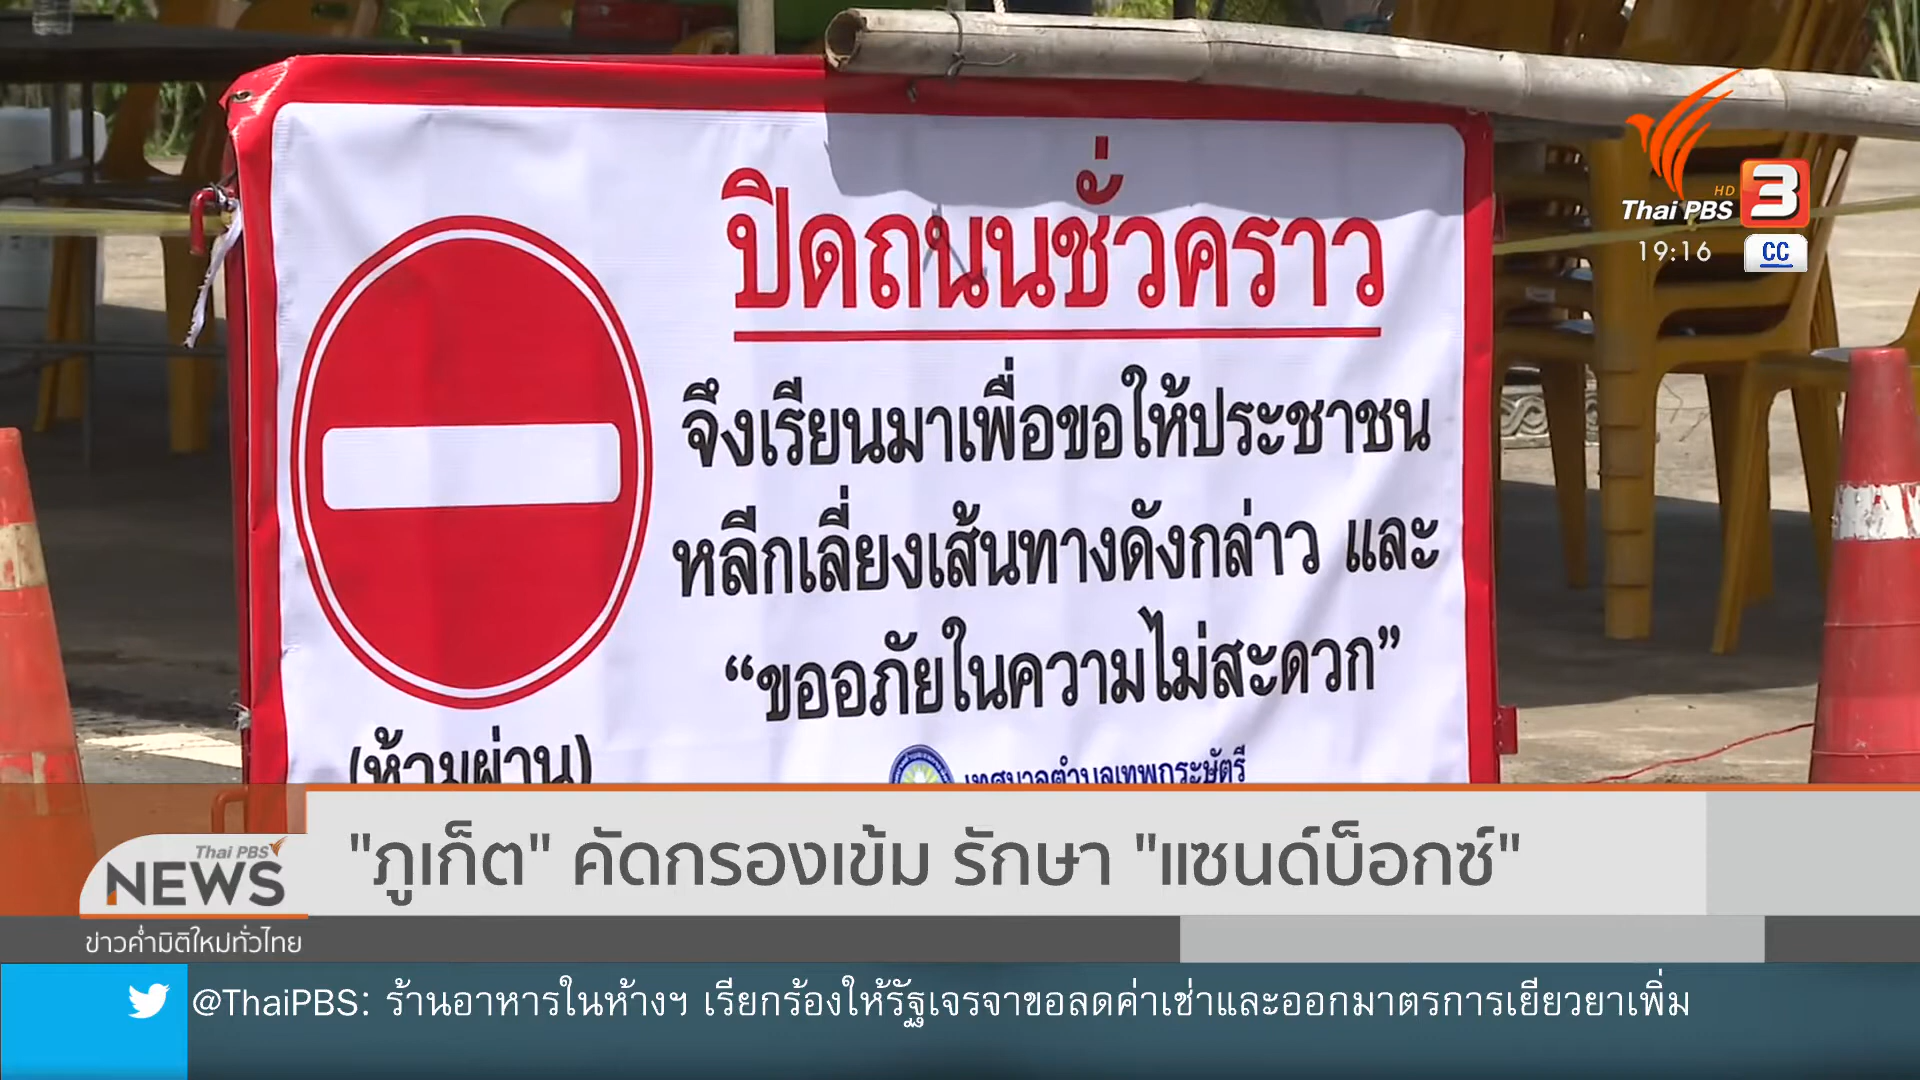 ปิดถนนชั่วคราว
จึงเรียนมาเพื่อขอให้ประชาชน
หลีกเลี่ยงเส้นทางดังกล่าว และ
“ขออภัยในความไม่สะดวก”
(ห้ามผ่าน)
เทศบาลตำบลเทพกระษัตรี
Thai PBS
HD
3
19:16
CC
Thai PBS
NEWS
"ภูเก็ต" คัดกรองเข้ม รักษา "แซนด์บ็อกซ์"
ข่าวค่ำมิติใหม่ทั่วไทย
@ThaiPBS: ร้านอาหารในห้างฯ เรียกร้องให้รัฐเจรจาขอลดค่าเช่าและออกมาตรการเยียวยาเพิ่ม